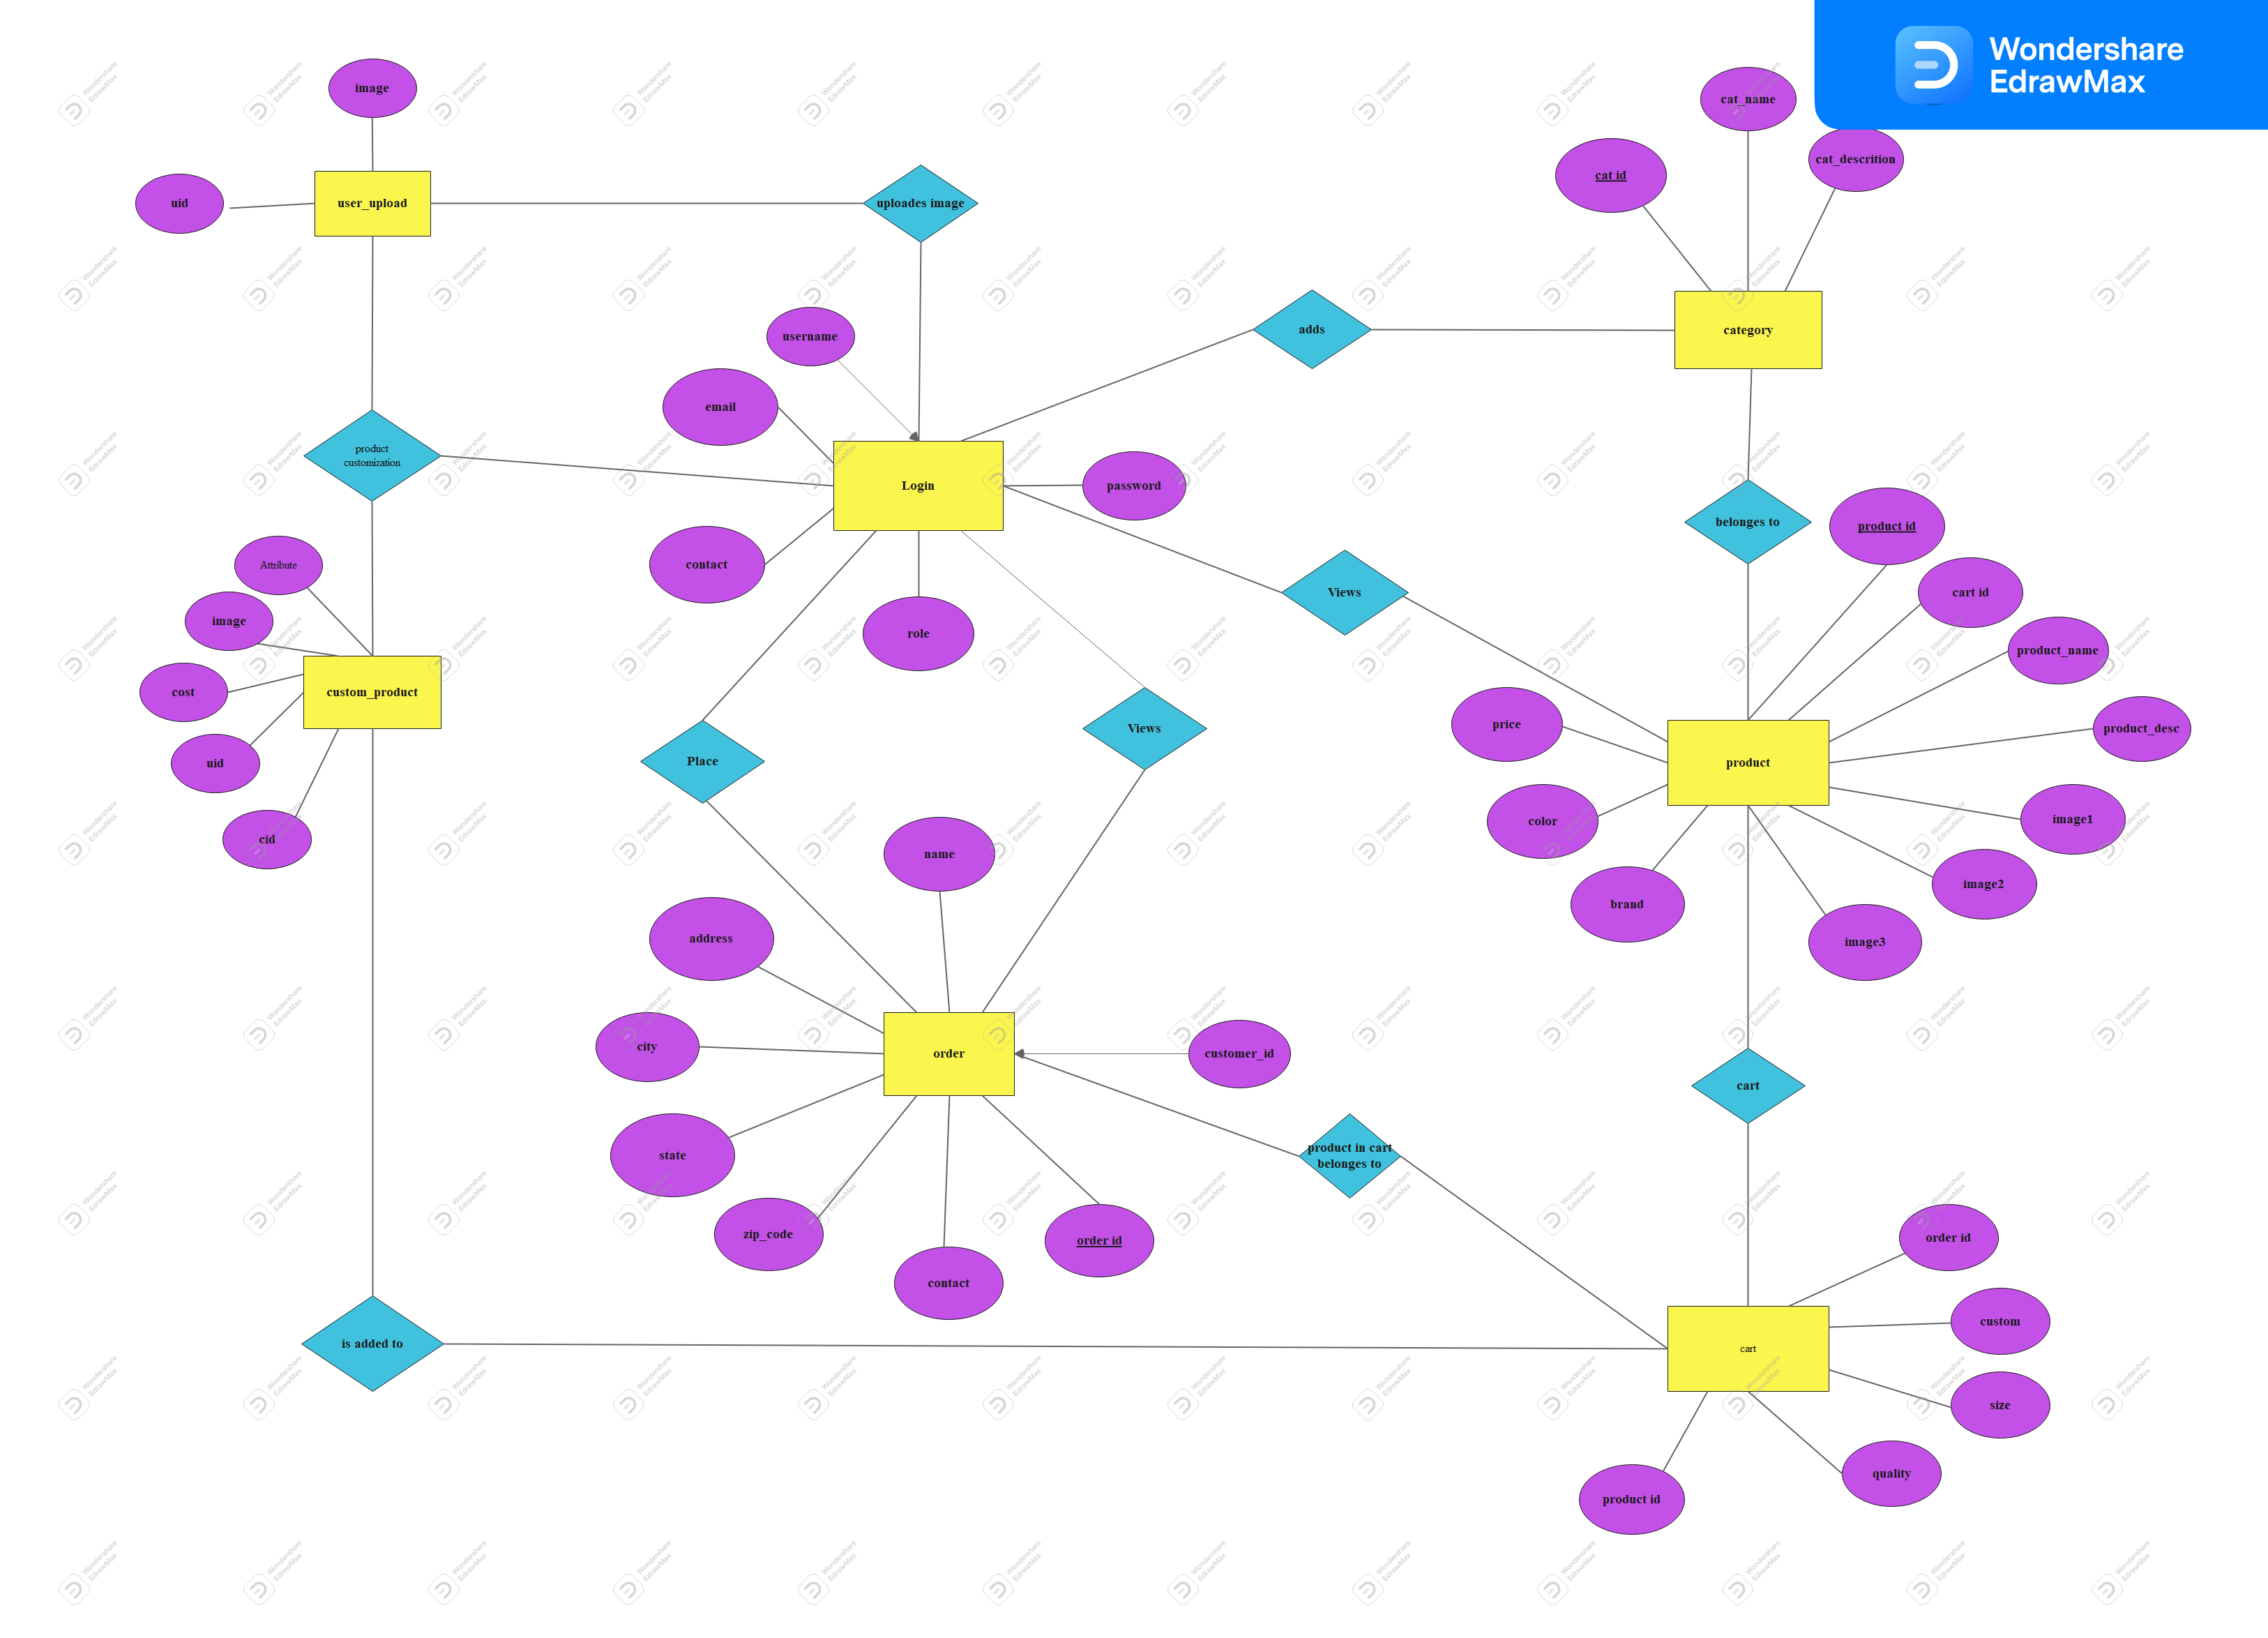 Wondershare
EdrawMax
image
cat_name
cat_descrition
cat id
uid
user_upload
uploades image
username
adds
category
email
product
customization
Login
password
belonges to
product id
Attribute
contact
Views
cart id
image
role
product_name
cost
custom_product
price
Views
product_desc
uid
Place
product
cid
color
image1
name
image2
brand
address
image3
city
order
customer_id
cart
state
product in cart
belonges to
zip_code
order id
order id
contact
custom
is added to
cart
size
quality
product id